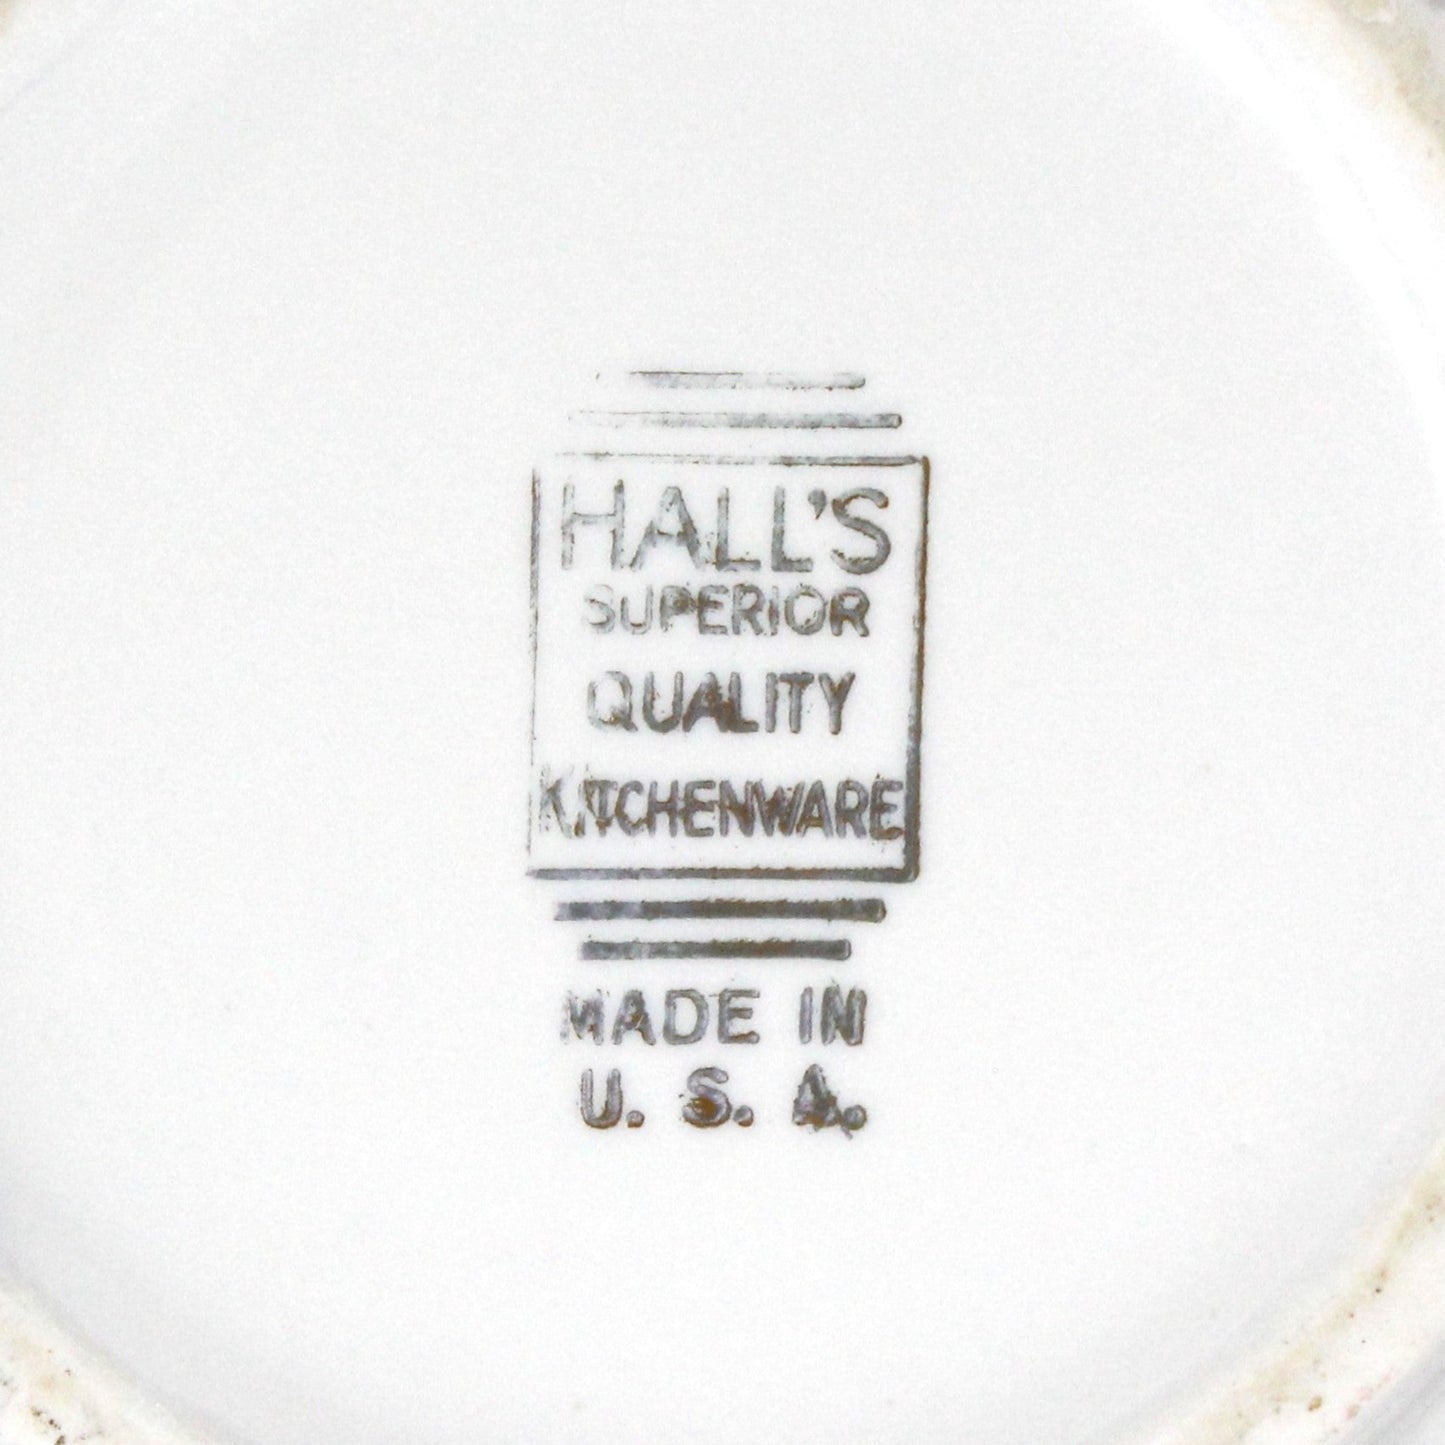 HALL'S
SUPERIOR
QUALITY
KITCHENWARE
MADE IN
U. S. A.